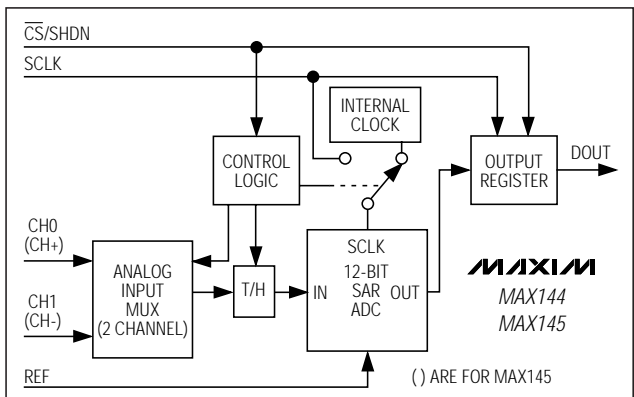 CS/SHDN
SCLK
INTERNAL
CLOCK
CONTROL
LOGIC
OUTPUT
REGISTER
DOUT
CH0
(CH+)
CH1
(CH-)
ANALOG
INPUT
MUX
(2 CHANNEL)
T/H
SCLK
12-BIT
IN SAR OUT
ADC
MAXIM
MAX144
MAX145
REF
( ) ARE FOR MAX145